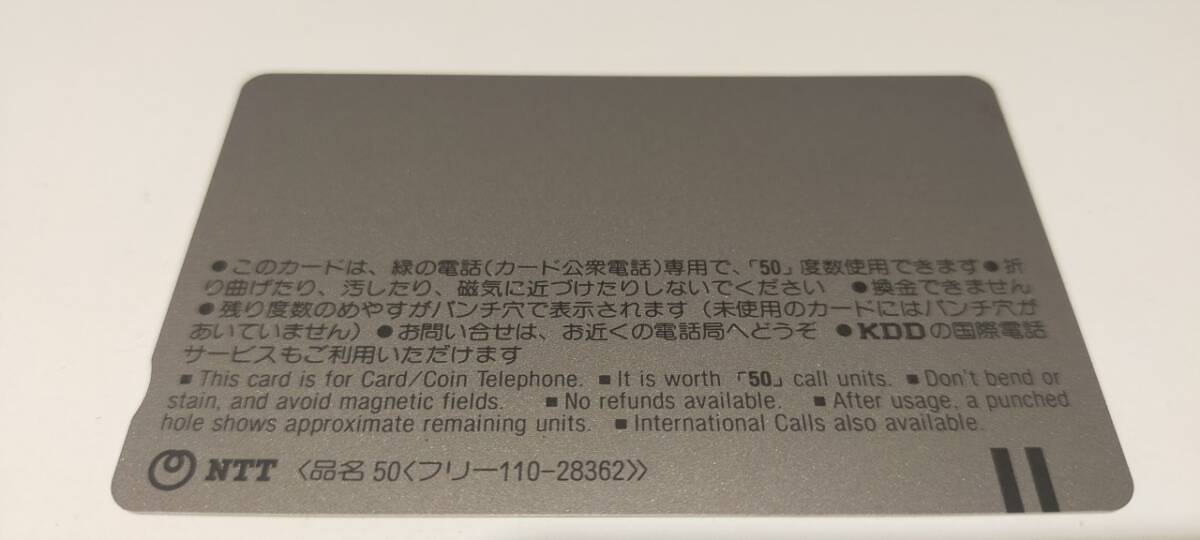 ●このカードは、緑の電話(カード公衆電話)専用で、「50」度数使用できます●折
り曲げたり、汚したり、磁気に近づけたりしないでください ●換金できません
●残り度数のめやすがパンチ穴で表示されます(未使用のカードにはパンチ穴が
あいていません)●お問い合せは、お近くの電話局へどうぞ ●KDDの国際電話
サービスもご利用いただけます
■ This card is for Card/Coin Telephone. ■ It is worth 「50」 call units. ■ Don't bend or
stain, and avoid magnetic fields. ■ No refunds available. ■ After usage, a punched
hole shows approximate remaining units. ■ International Calls also available.
NTT 〈品名 50〈フリー110-28362〉〉